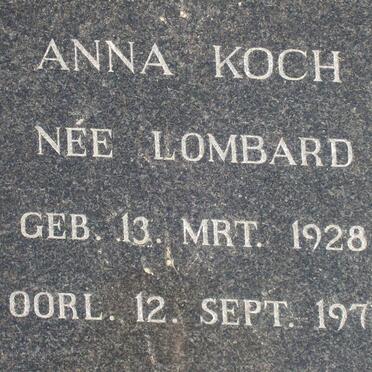 ANNA KOCH
NÉE LOMBARD
GEB. 13. MRT. 1928
OORL. 12. SEPT. 197